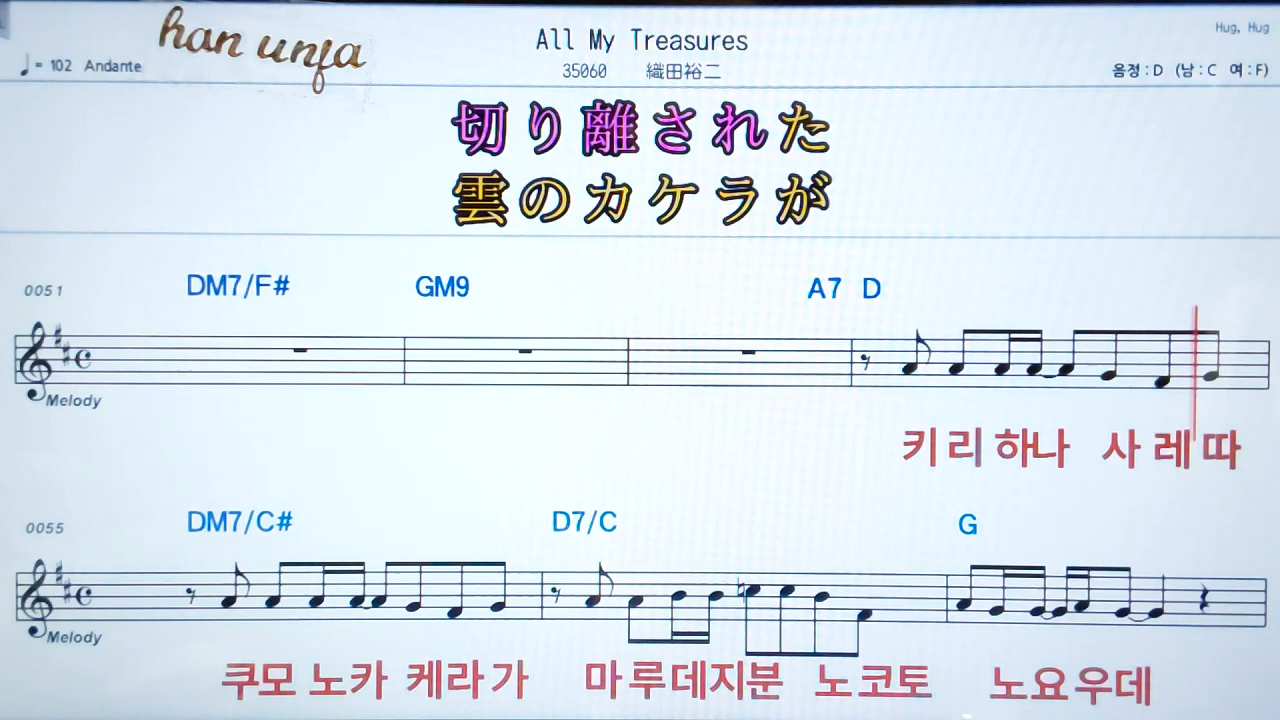 han unfa
All My Treasures
Hug, Hug
♩= 102 Andante
35060 織田裕二
음정:D (남:C 여:F)
切り離された
雲のカケラが
0051 DM7/F# GM9 A7 D
Melody
키리하나 사레따
0055 DM7/C# D7/C G
Melody
쿠모 노카 케라가 마루데지분 노코토 노요우데